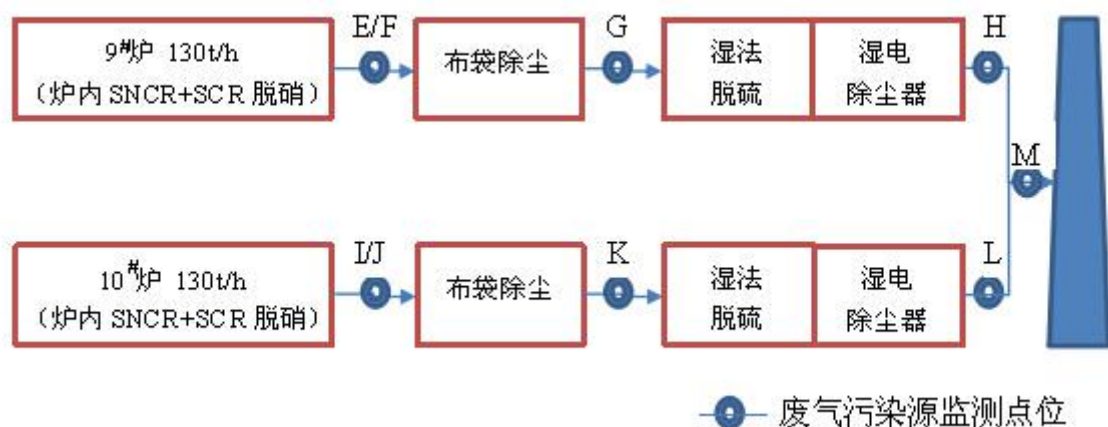 9#炉 130t/h
（炉内 SNCR+SCR 脱硝）
E/F
布袋除尘
G
湿法
脱硫
湿电
除尘器
H
M
10#炉 130t/h
（炉内 SNCR+SCR 脱硝）
I/J
布袋除尘
K
湿法
脱硫
湿电
除尘器
L
废气污染源监测点位